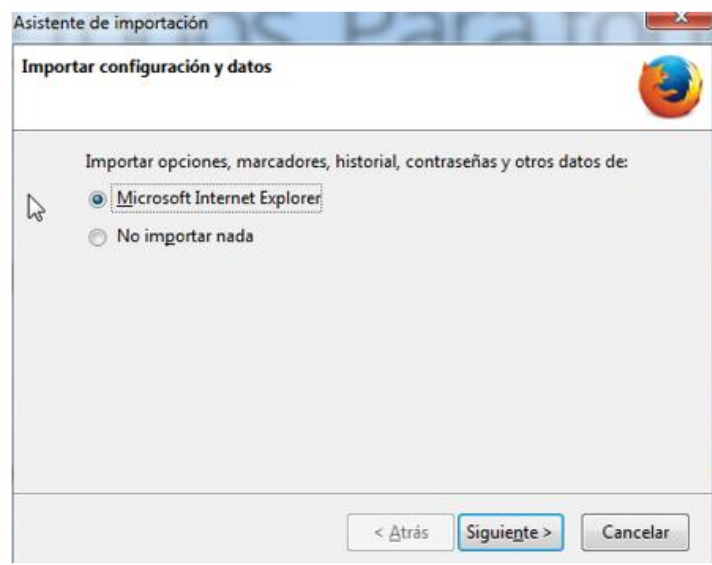 Asistente de importación
Importar configuración y datos
Importar opciones, marcadores, historial, contraseñas y otros datos de:
Microsoft Internet Explorer
No importar nada
< Atrás
Siguiente >
Cancelar